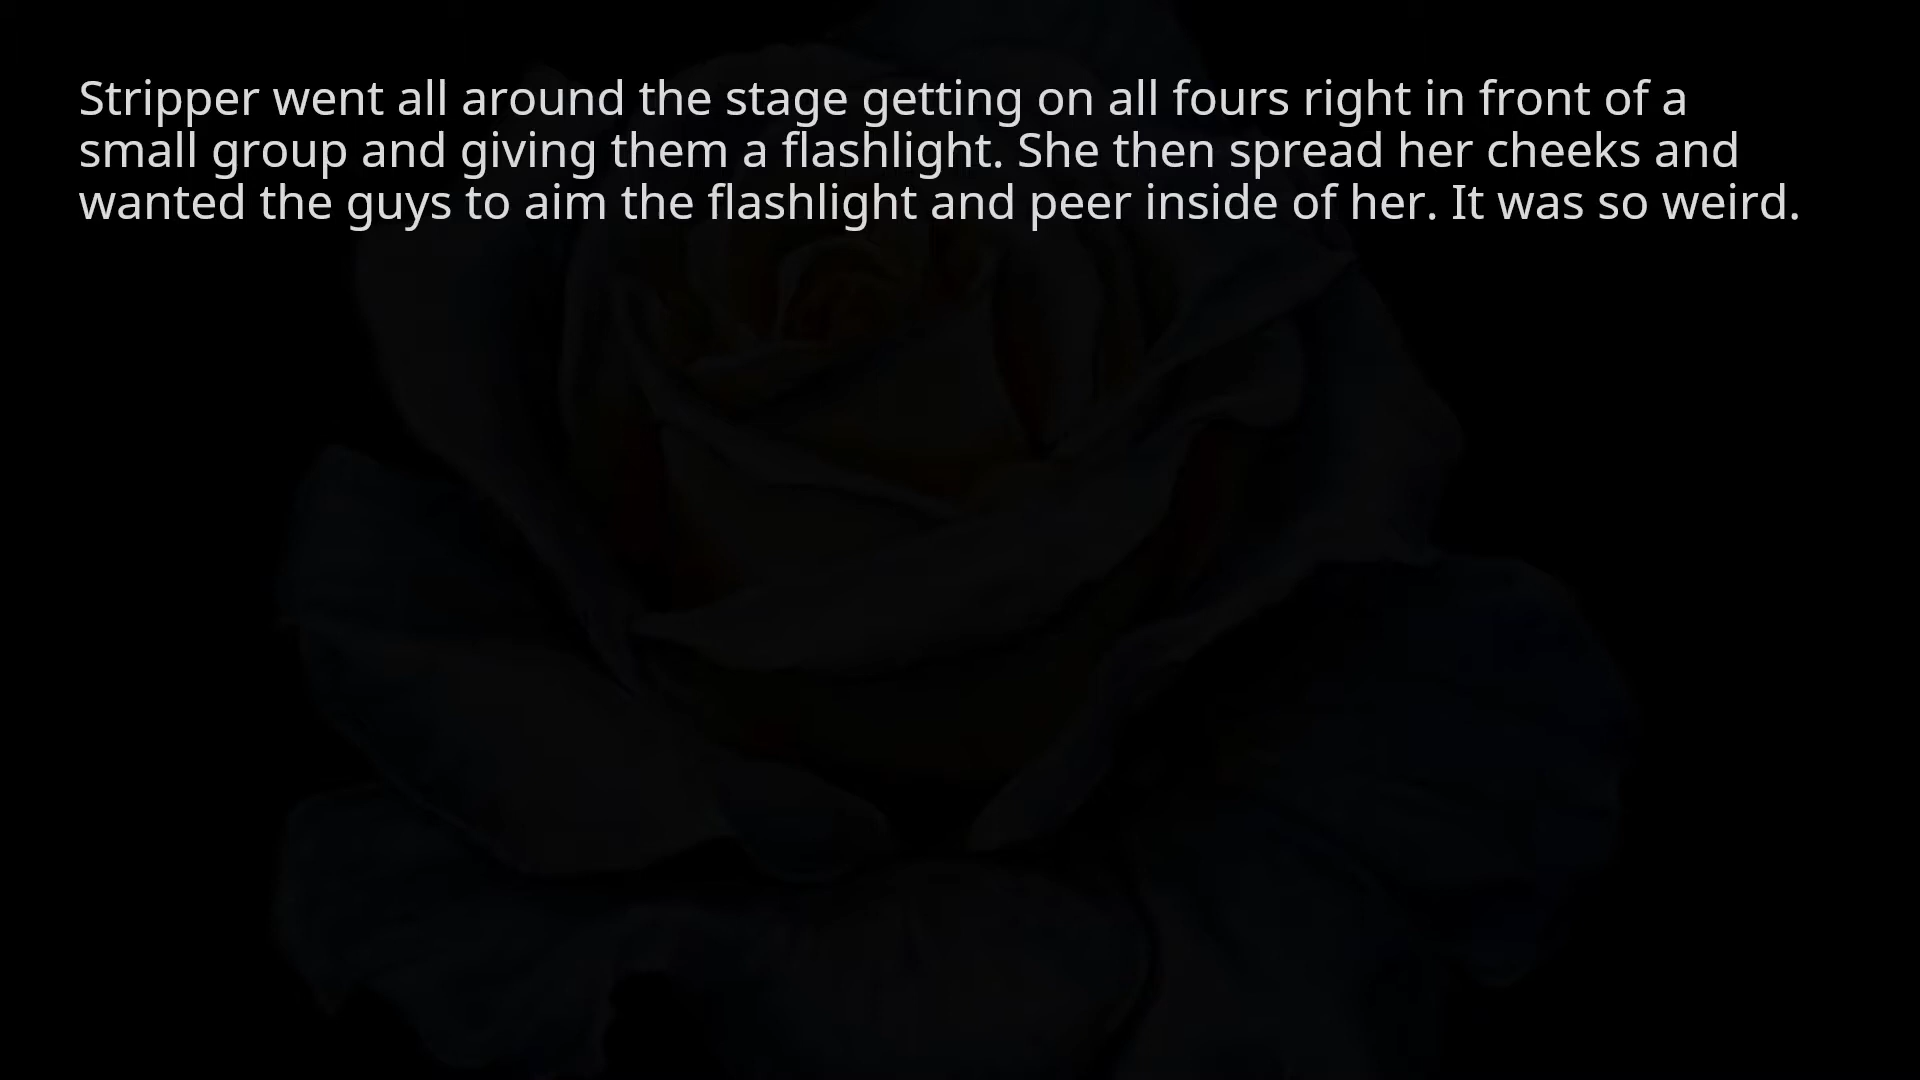 Stripper went all around the stage getting on all fours right in front of a
small group and giving them a flashlight. She then spread her cheeks and
wanted the guys to aim the flashlight and peer inside of her. It was so weird.